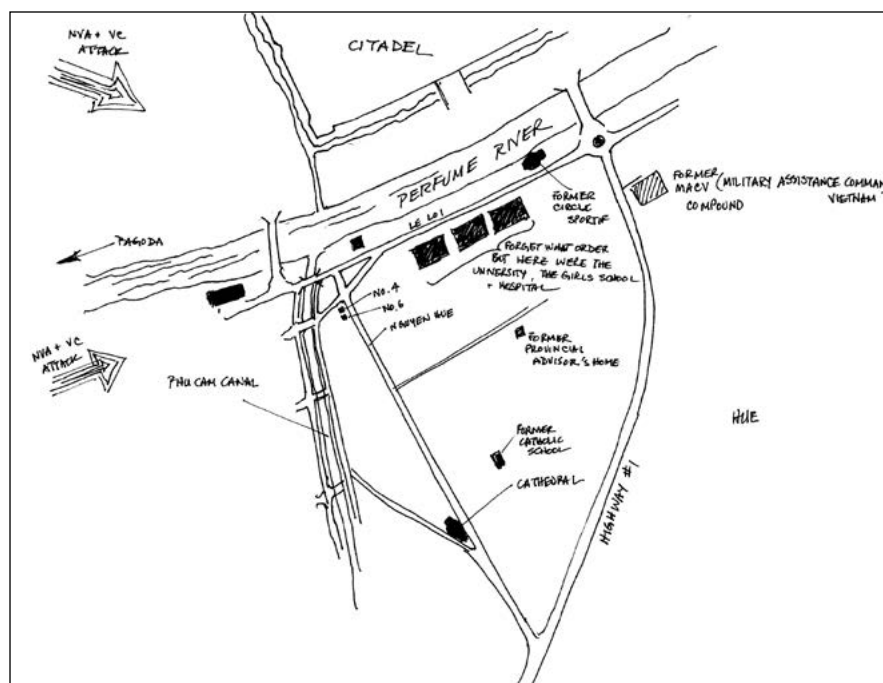 NVA + VC
ATTACK
CITADEL
PERFUME RIVER
FORMER
CIRCLE
SPORTIF
FORMER
MACV (MILITARY ASSISTANCE COMMAN
VIETNAM
COMPOUND
LE LOI
PAGODA
(FORGET WHAT ORDER
BUT HERE WERE THE
UNIVERSITY, THE GIRLS SCHOOL
+ HOSPITAL
NO. 4
NO. 6
NGUYEN HUE
FORMER
PROVINCIAL
ADVISOR'S HOME
NVA + VC
ATTACK
PHU CAM CANAL
HUE
FORMER
CATHOLIC
SCHOOL
CATHEDRAL
HIGHWAY #1